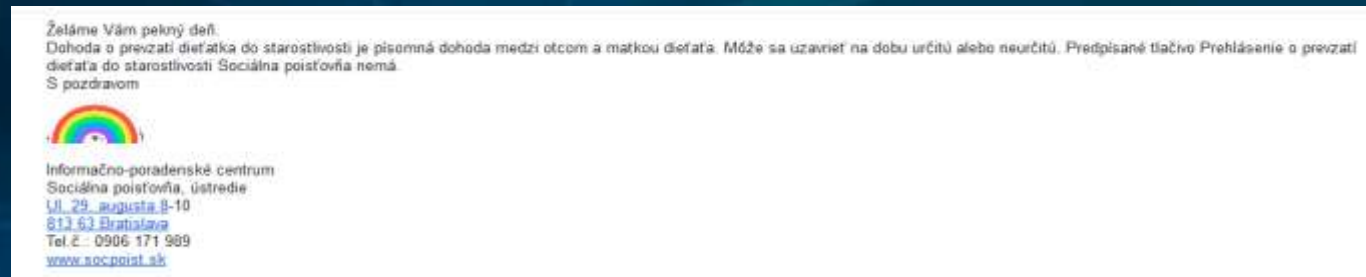 Želáme Vám pekný deň.
Dohoda o prevzatí dieťatka do starostlivosti je písomná dohoda medzi otcom a matkou dieťaťa. Môže sa uzavrieť na dobu určitú alebo neurčitú. Predpísané tlačivo Prehlásenie o prevzatí
dieťaťa do starostlivosti Sociálna poisťovňa nemá.
S pozdravom
Informačno-poradenské centrum
Sociálna poisťovňa, ústredie
Ul. 29. augusta 8-10
813 63 Bratislava
Tel.č.: 0906 171 989
www.socpoist.sk